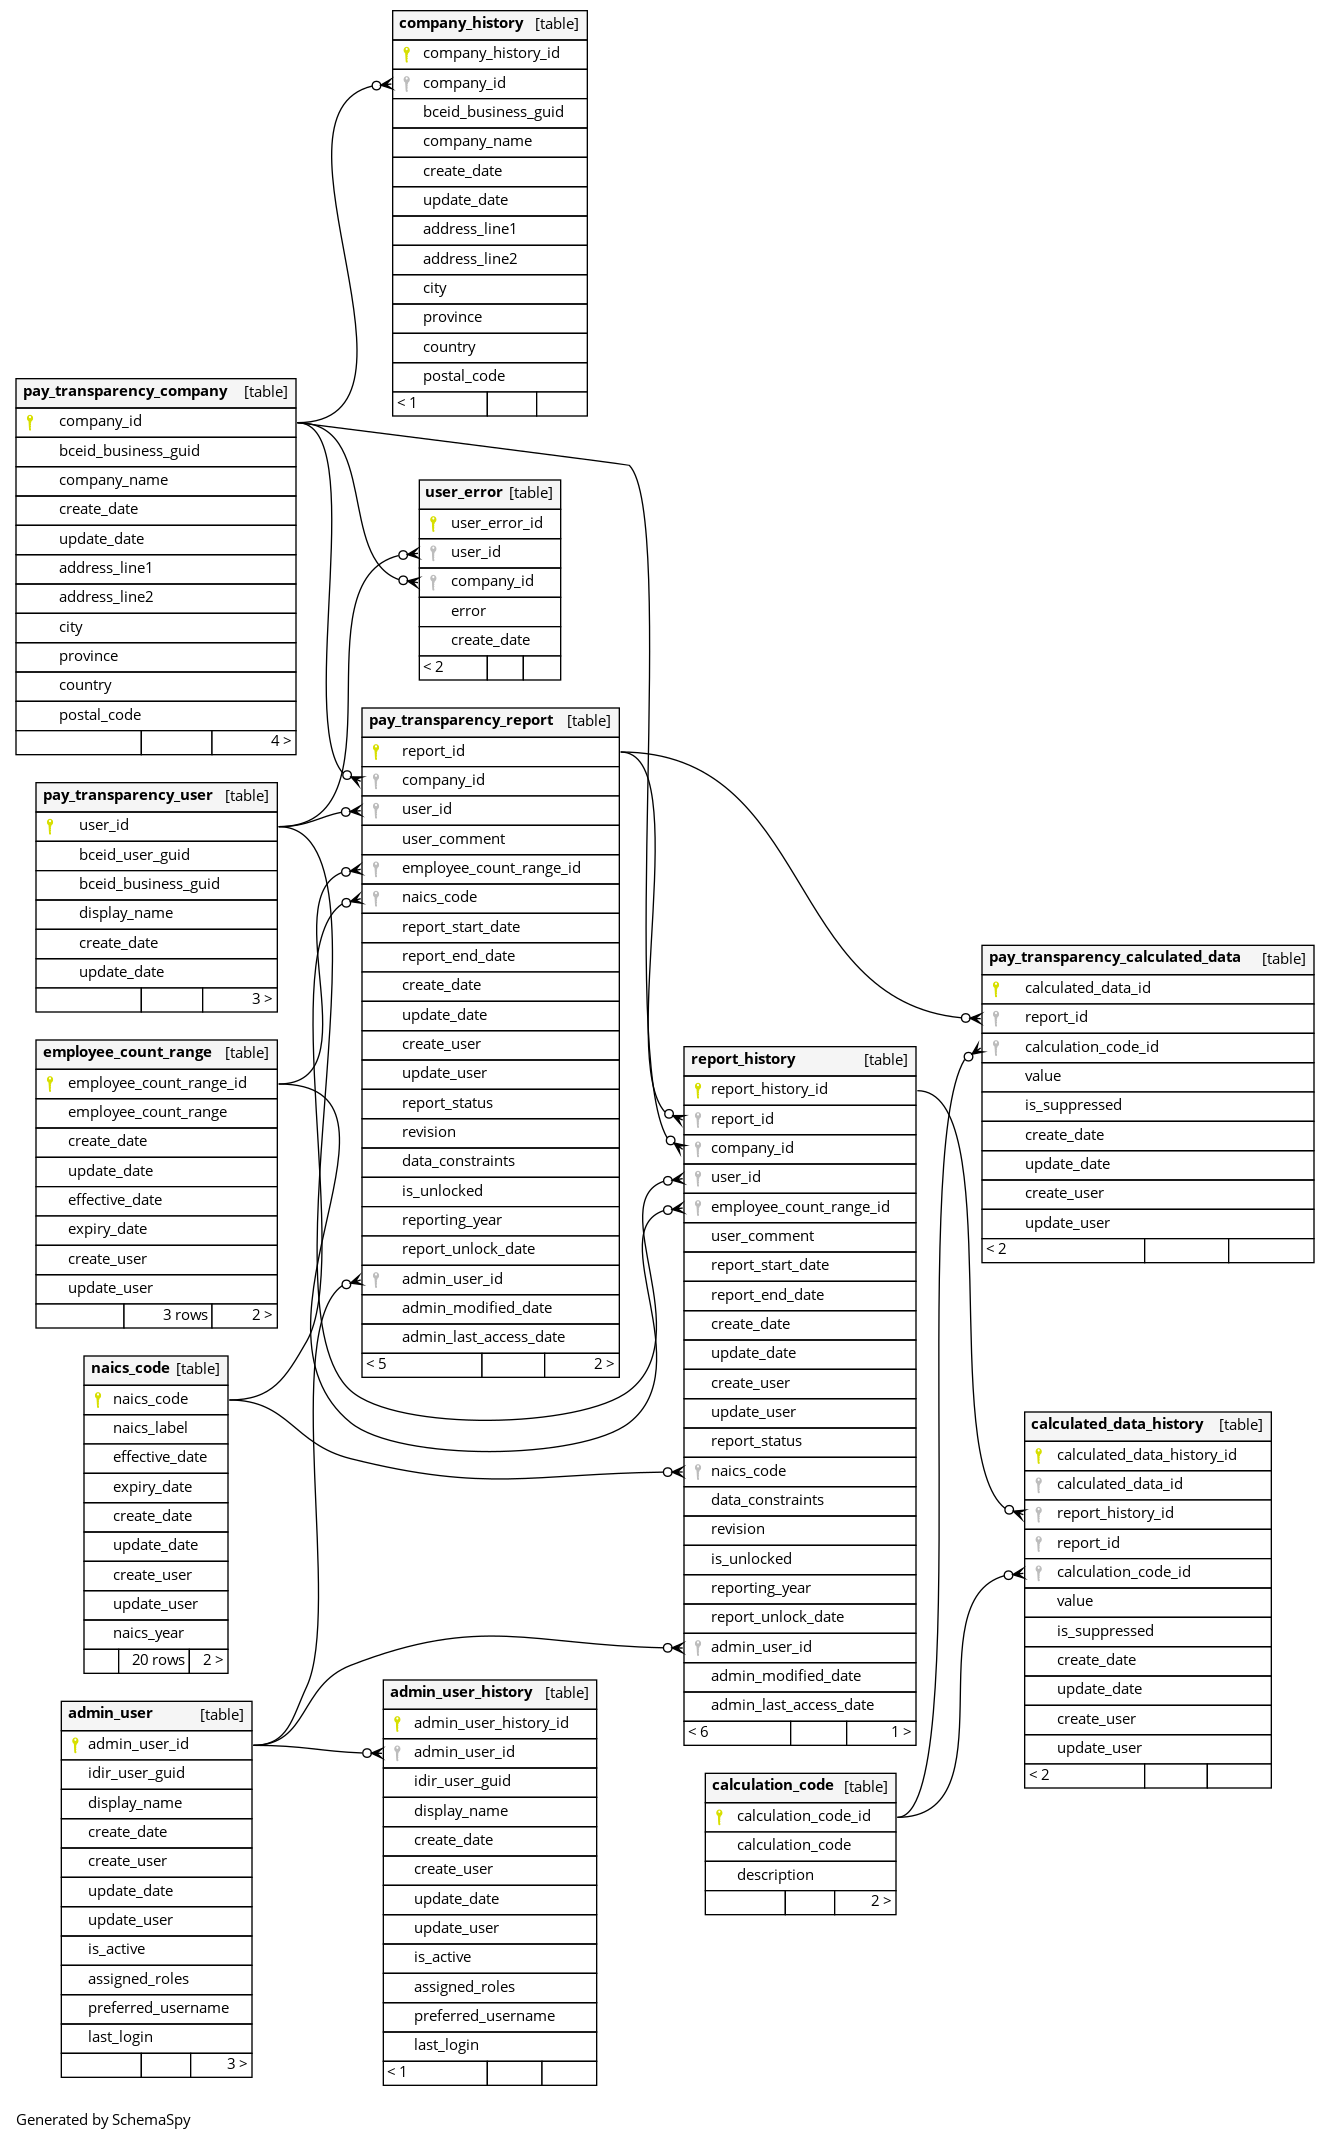 company_history [table]
company_history_id
company_id
bceid_business_guid
company_name
create_date
update_date
address_line1
address_line2
city
province
country
postal_code
< 1
pay_transparency_company [table]
company_id
bceid_business_guid
company_name
create_date
update_date
address_line1
address_line2
city
province
country
postal_code
4 >
user_error [table]
user_error_id
user_id
company_id
error
create_date
< 2
pay_transparency_report [table]
report_id
company_id
user_id
user_comment
employee_count_range_id
naics_code
report_start_date
report_end_date
create_date
update_date
create_user
update_user
report_status
revision
data_constraints
is_unlocked
reporting_year
report_unlock_date
admin_user_id
admin_modified_date
admin_last_access_date
< 5 2 >
pay_transparency_user [table]
user_id
bceid_user_guid
bceid_business_guid
display_name
create_date
update_date
3 >
employee_count_range [table]
employee_count_range_id
employee_count_range
create_date
update_date
effective_date
expiry_date
create_user
update_user
3 rows 2 >
naics_code [table]
naics_code
naics_label
effective_date
expiry_date
create_date
update_date
create_user
update_user
naics_year
20 rows 2 >
admin_user [table]
admin_user_id
idir_user_guid
display_name
create_date
create_user
update_date
update_user
is_active
assigned_roles
preferred_username
last_login
3 >
admin_user_history [table]
admin_user_history_id
admin_user_id
idir_user_guid
display_name
create_date
create_user
update_date
update_user
is_active
assigned_roles
preferred_username
last_login
< 1
report_history [table]
report_history_id
report_id
company_id
user_id
employee_count_range_id
user_comment
report_start_date
report_end_date
create_date
update_date
create_user
update_user
report_status
naics_code
data_constraints
revision
is_unlocked
reporting_year
report_unlock_date
admin_user_id
admin_modified_date
admin_last_access_date
< 6 1 >
calculation_code [table]
calculation_code_id
calculation_code
description
2 >
pay_transparency_calculated_data [table]
calculated_data_id
report_id
calculation_code_id
value
is_suppressed
create_date
update_date
create_user
update_user
< 2
calculated_data_history [table]
calculated_data_history_id
calculated_data_id
report_history_id
report_id
calculation_code_id
value
is_suppressed
create_date
update_date
create_user
update_user
< 2
Generated by SchemaSpy